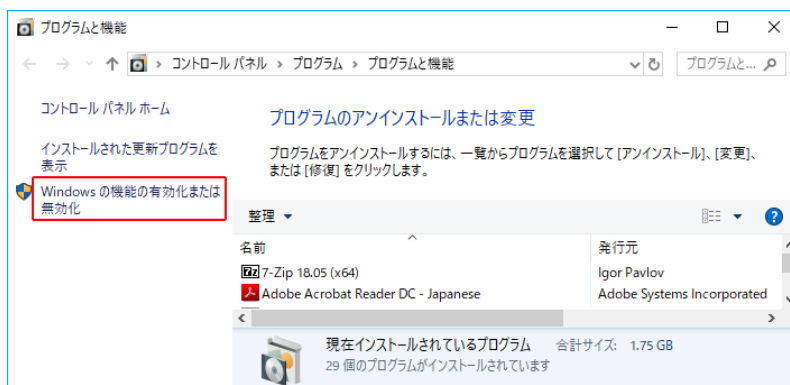 プログラムと機能
コントロール パネル › プログラム › プログラムと機能
プログラムと...
コントロール パネル ホーム
インストールされた更新プログラムを
表示
Windows の機能の有効化または
無効化
プログラムのアンインストールまたは変更
プログラムをアンインストールするには、一覧からプログラムを選択して [アンインストール]、[変更]、
または [修復] をクリックします。
整理
名前 発行元
7-Zip 18.05 (x64) Igor Pavlov
Adobe Acrobat Reader DC - Japanese Adobe Systems Incorporated
現在インストールされているプログラム 合計サイズ: 1.75 GB
29 個のプログラムがインストールされています